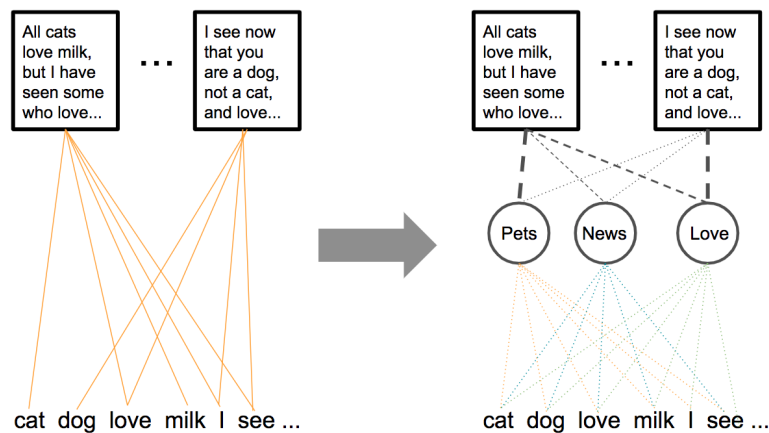 All cats
love milk,
but I have
seen some
who love...
...
I see now
that you
are a dog,
not a cat,
and love...
cat dog love milk I see ...
All cats
love milk,
but I have
seen some
who love...
...
I see now
that you
are a dog,
not a cat,
and love...
Pets News Love
cat dog love milk I see ...